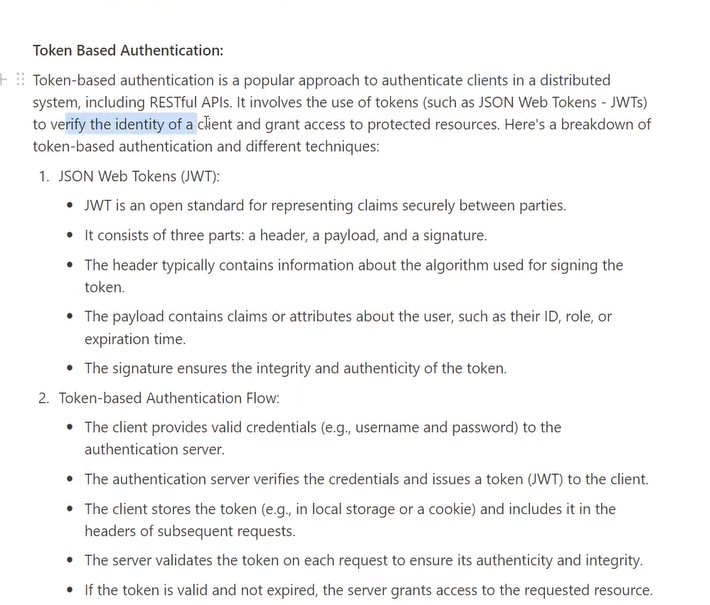 Token Based Authentication:
Token-based authentication is a popular approach to authenticate clients in a distributed
system, including RESTful APIs. It involves the use of tokens (such as JSON Web Tokens - JWTs)
to verify the identity of a client and grant access to protected resources. Here's a breakdown of
token-based authentication and different techniques:
1. JSON Web Tokens (JWT):
• JWT is an open standard for representing claims securely between parties.
• It consists of three parts: a header, a payload, and a signature.
• The header typically contains information about the algorithm used for signing the
token.
• The payload contains claims or attributes about the user, such as their ID, role, or
expiration time.
• The signature ensures the integrity and authenticity of the token.
2. Token-based Authentication Flow:
• The client provides valid credentials (e.g., username and password) to the
authentication server.
• The authentication server verifies the credentials and issues a token (JWT) to the client.
• The client stores the token (e.g., in local storage or a cookie) and includes it in the
headers of subsequent requests.
• The server validates the token on each request to ensure its authenticity and integrity.
• If the token is valid and not expired, the server grants access to the requested resource.